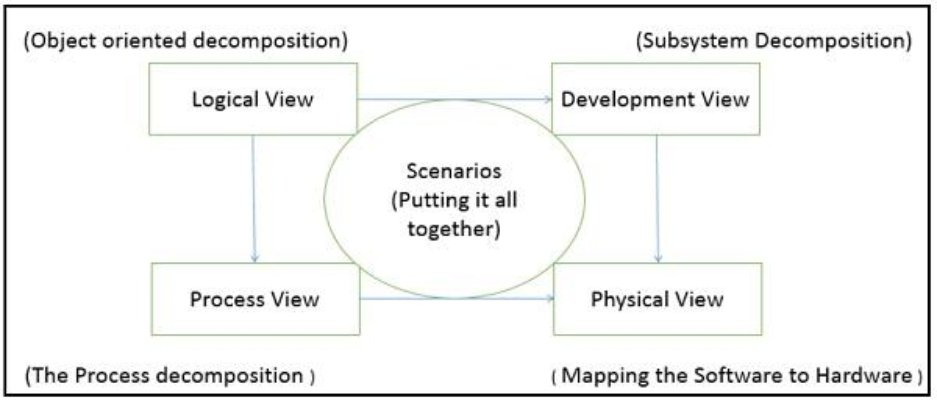 (Object oriented decomposition)
(Subsystem Decomposition)
Logical View
Development View
Scenarios
(Putting it all
together)
Process View
Physical View
(The Process decomposition )
( Mapping the Software to Hardware )